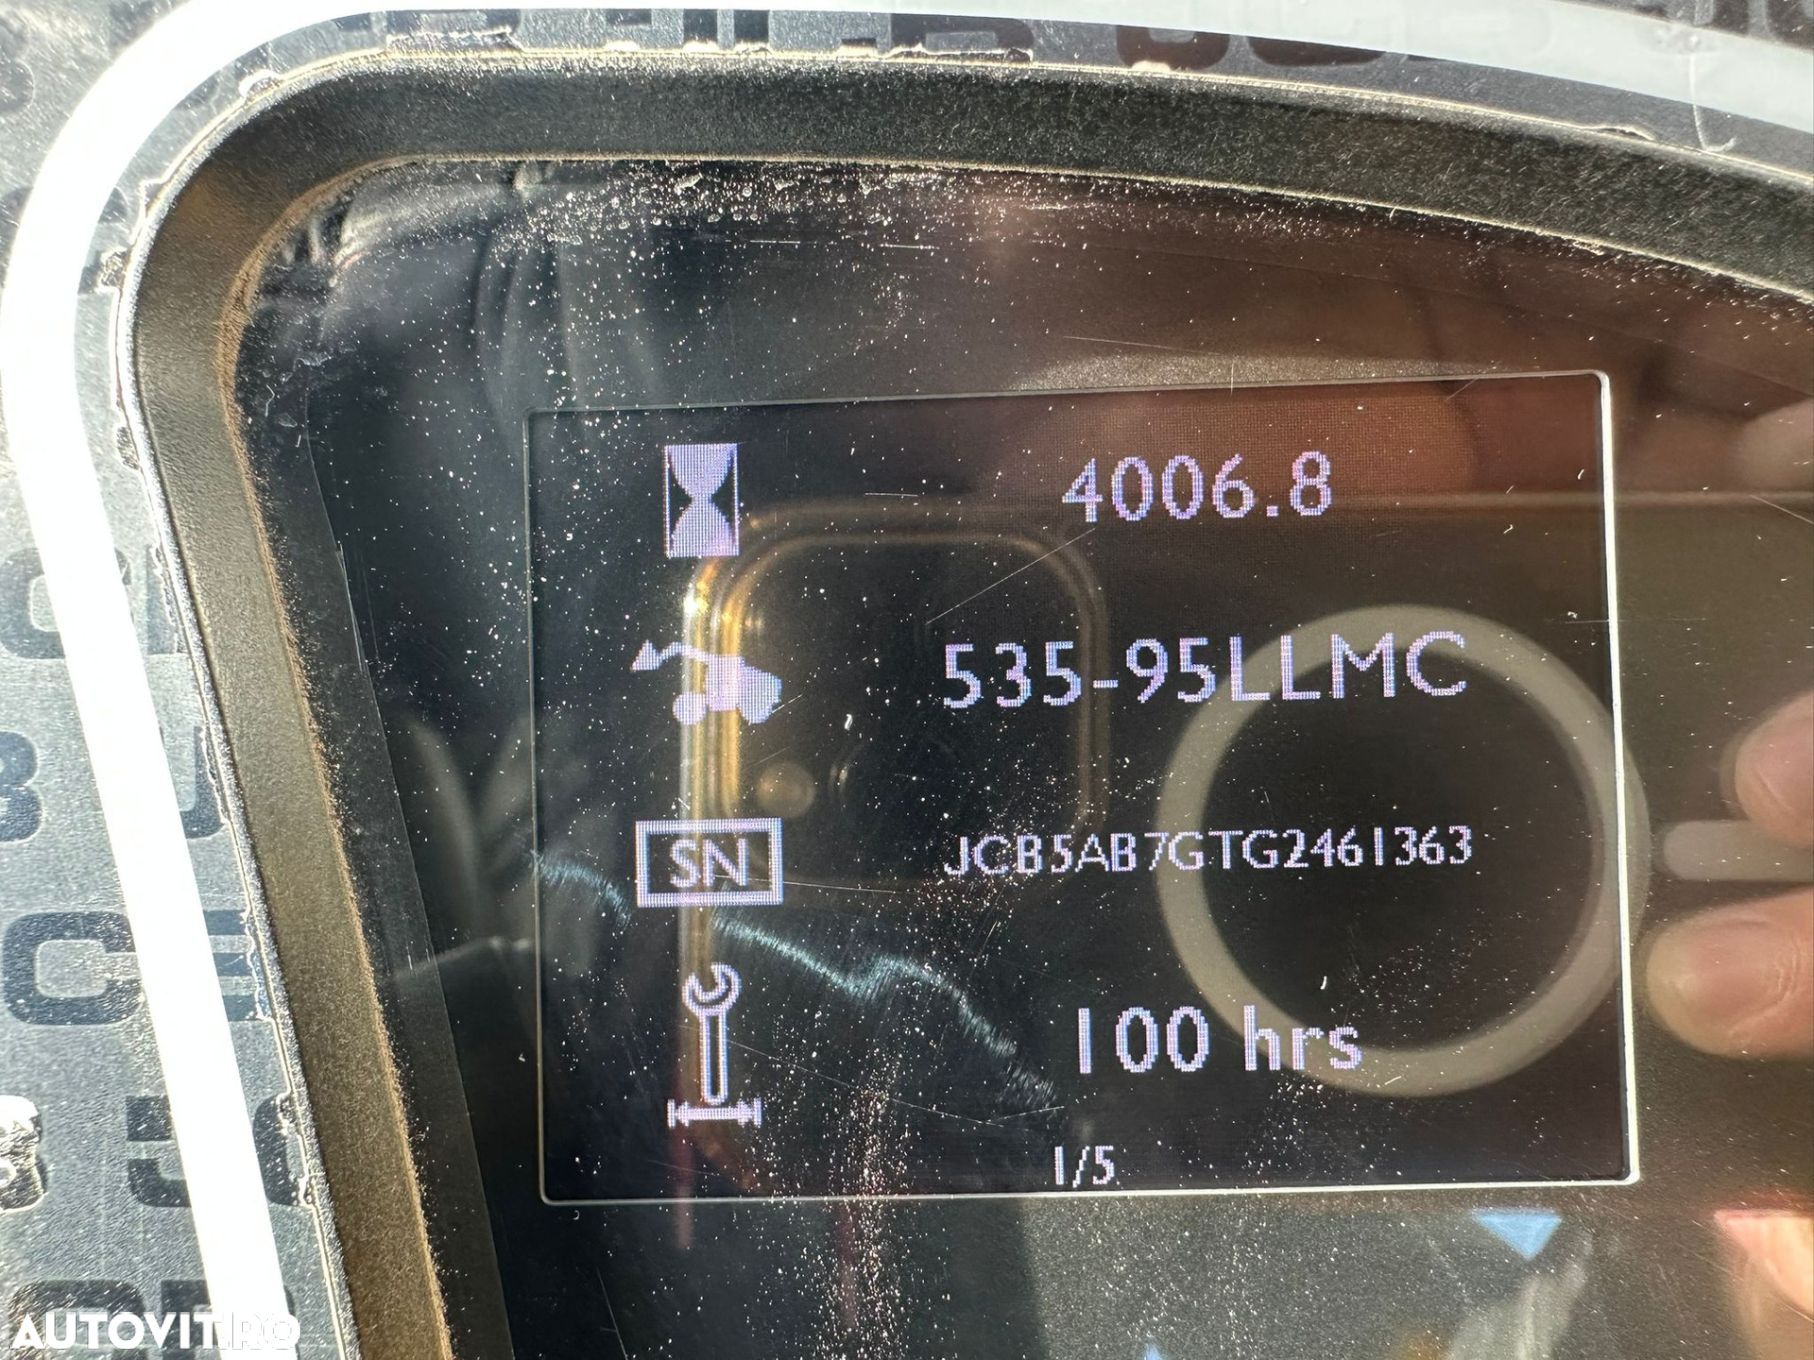 4006.8
535-95LLMC
SN JCB5AB7GTG2461363
100 hrs
1/5
AUTOVIT.RO